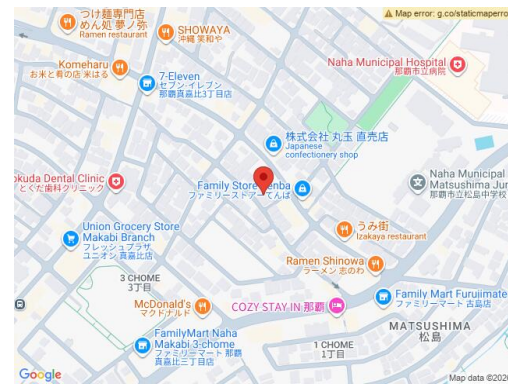 つけ麺専門店
めん処 夢ノ弥
Ramen restaurant
SHOWAYA
沖縄 笑和や
Map error: g.co/staticmaperro
Komeharu
お米と肴の店 米はる
7-Eleven
セブン-イレブン
那覇真嘉比3丁目店
Naha Municipal Hospital
那覇市立病院
株式会社 丸玉 直売店
Japanese
confectionery shop
okuda Dental Clinic
とくだ歯科クリニック
Family Store
enba
ファミリーストアーてんば
Naha Municipal
Matsushima Jun
那覇市立松島中学校
うみ街
Izakaya restaurant
Union Grocery Store
Makabi Branch
フレッシュプラザ
ユニオン 真嘉比店
Ramen Shinowa
ラーメン 志のわ
3 CHOME
3丁目
McDonald's
マクドナルド
COZY STAY IN 那覇
Family Mart Furujimate
ファミリーマート 古島店
MATSUSHIMA
松島
FamilyMart Naha
Makabi 3-chome
ファミリーマート 那覇
真嘉比三丁目店
1 CHOME
1丁目
Google
Map data ©2026